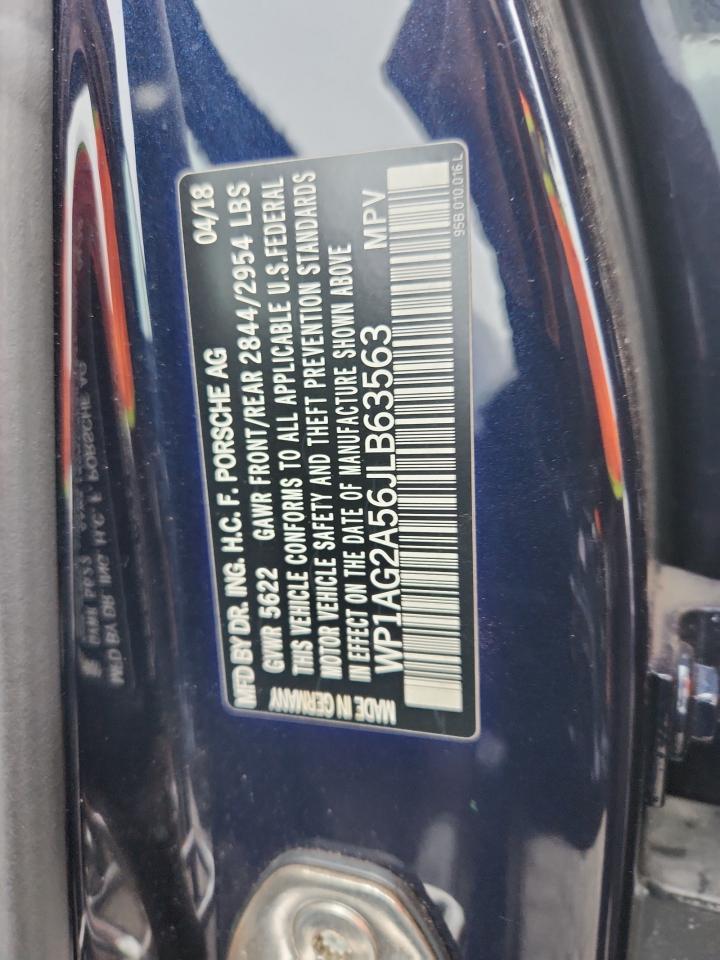 MFD BY DR. ING. H.C. F. PORSCHE AG 04/18
GVWR 5622 GAWR FRONT/REAR 2844/2954 LBS
THIS VEHICLE CONFORMS TO ALL APPLICABLE U.S.FEDERAL
MOTOR VEHICLE SAFETY AND THEFT PREVENTION STANDARDS
IN EFFECT ON THE DATE OF MANUFACTURE SHOWN ABOVE
WP1AG2A56JLB63563 MPV
MADE IN GERMANY
95B.010.016.L